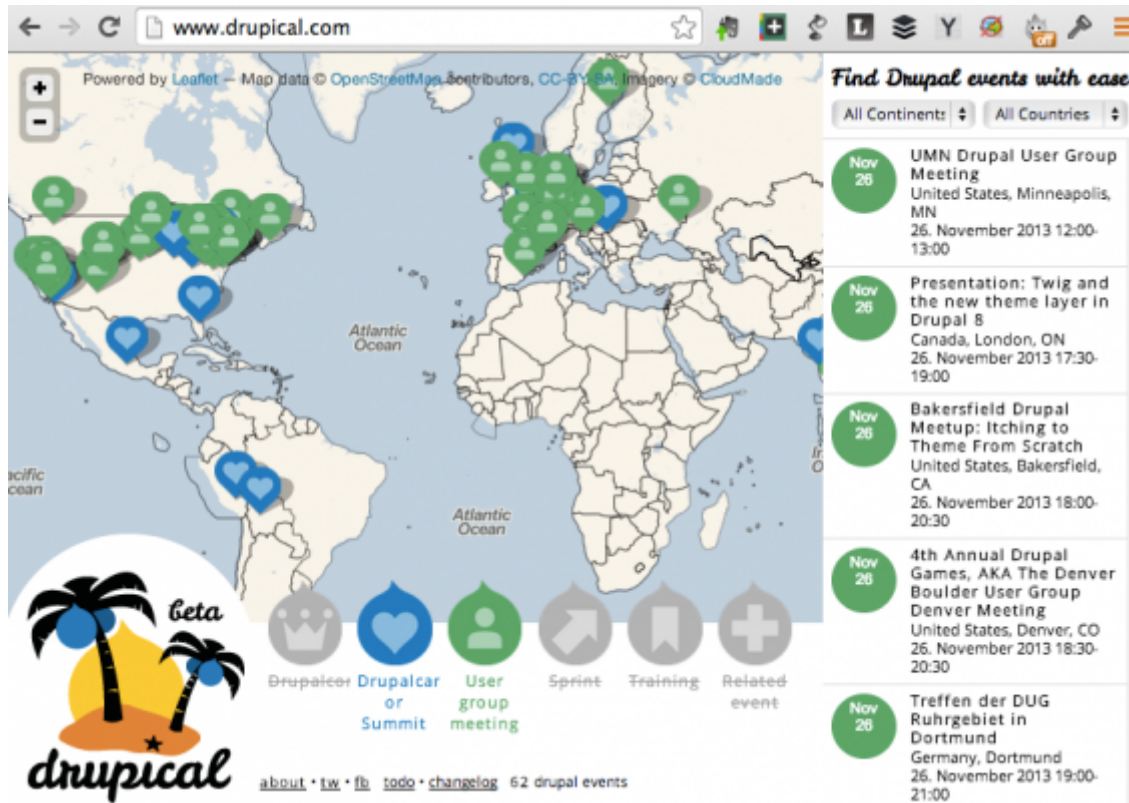 www.drupical.com
off
+
-
Powered by Leaflet — Map data © OpenStreetMap contributors, CC-BY-SA, Imagery © CloudMade
Atlantic
Ocean
acific
cean
Atlantic
Ocean
In
O
beta
drupical
Drupalcor
Drupalcar
or
Summit
User
group
meeting
Sprint
Training
Related
event
about • tw • fb todo • changelog 62 drupal events
Find Drupal events with ease
All Continents All Countries
Nov
26
UMN Drupal User Group
Meeting
United States, Minneapolis,
MN
26. November 2013 12:00-
13:00
Nov
26
Presentation: Twig and
the new theme layer in
Drupal 8
Canada, London, ON
26. November 2013 17:30-
19:00
Nov
26
Bakersfield Drupal
Meetup: Itching to
Theme From Scratch
United States, Bakersfield,
CA
26. November 2013 18:00-
20:30
Nov
26
4th Annual Drupal
Games, AKA The Denver
Boulder User Group
Denver Meeting
United States, Denver, CO
26. November 2013 18:30-
20:30
Nov
26
Treffen der DUG
Ruhrgebiet in
Dortmund
Germany, Dortmund
26. November 2013 19:00-
21:00